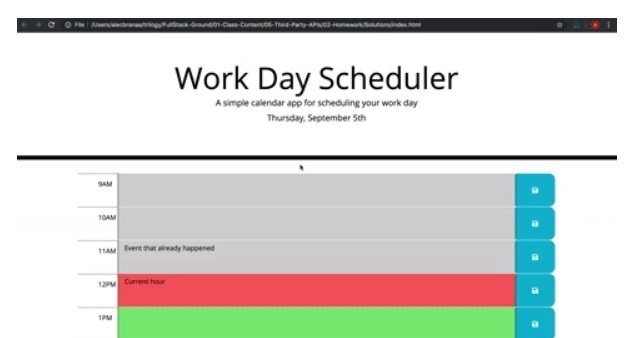 File | /Users/alecbranaa/trilogy/FullStack-Ground/01-Class-Content/05-Third-Party-APIs/02-Homework/Solutions/index.html
Work Day Scheduler
A simple calendar app for scheduling your work day
Thursday, September 5th
9AM
10AM
11AM Event that already happened
12PM Current hour
1PM